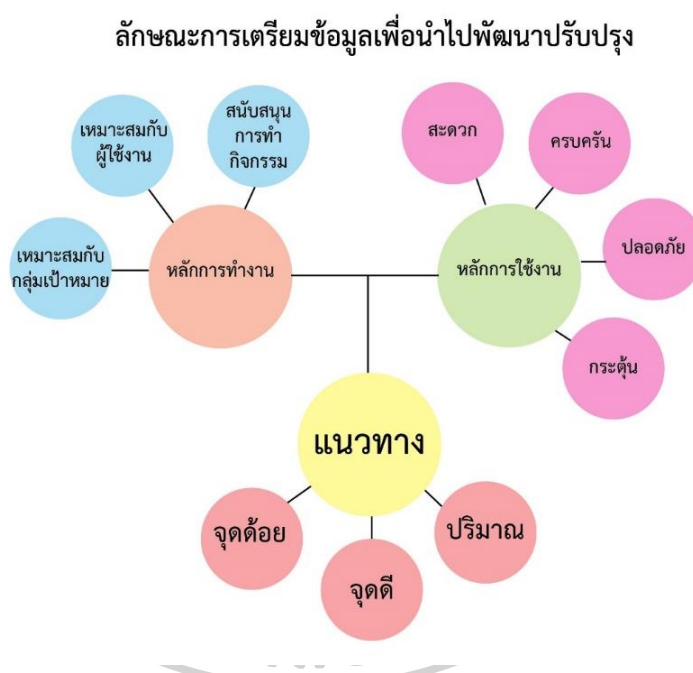 ลักษณะการเตรียมข้อมูลเพื่อนำไปพัฒนาปรับปรุง
เหมาะสมกับ
ผู้ใช้งาน
สนับสนุน
การทำ
กิจกรรม
เหมาะสมกับ
กลุ่มเป้าหมาย
หลักการทำงาน
สะดวก
ครบครัน
ปลอดภัย
กระตุ้น
หลักการใช้งาน
แนวทาง
จุดด้อย
จุดดี
ปริมาณ